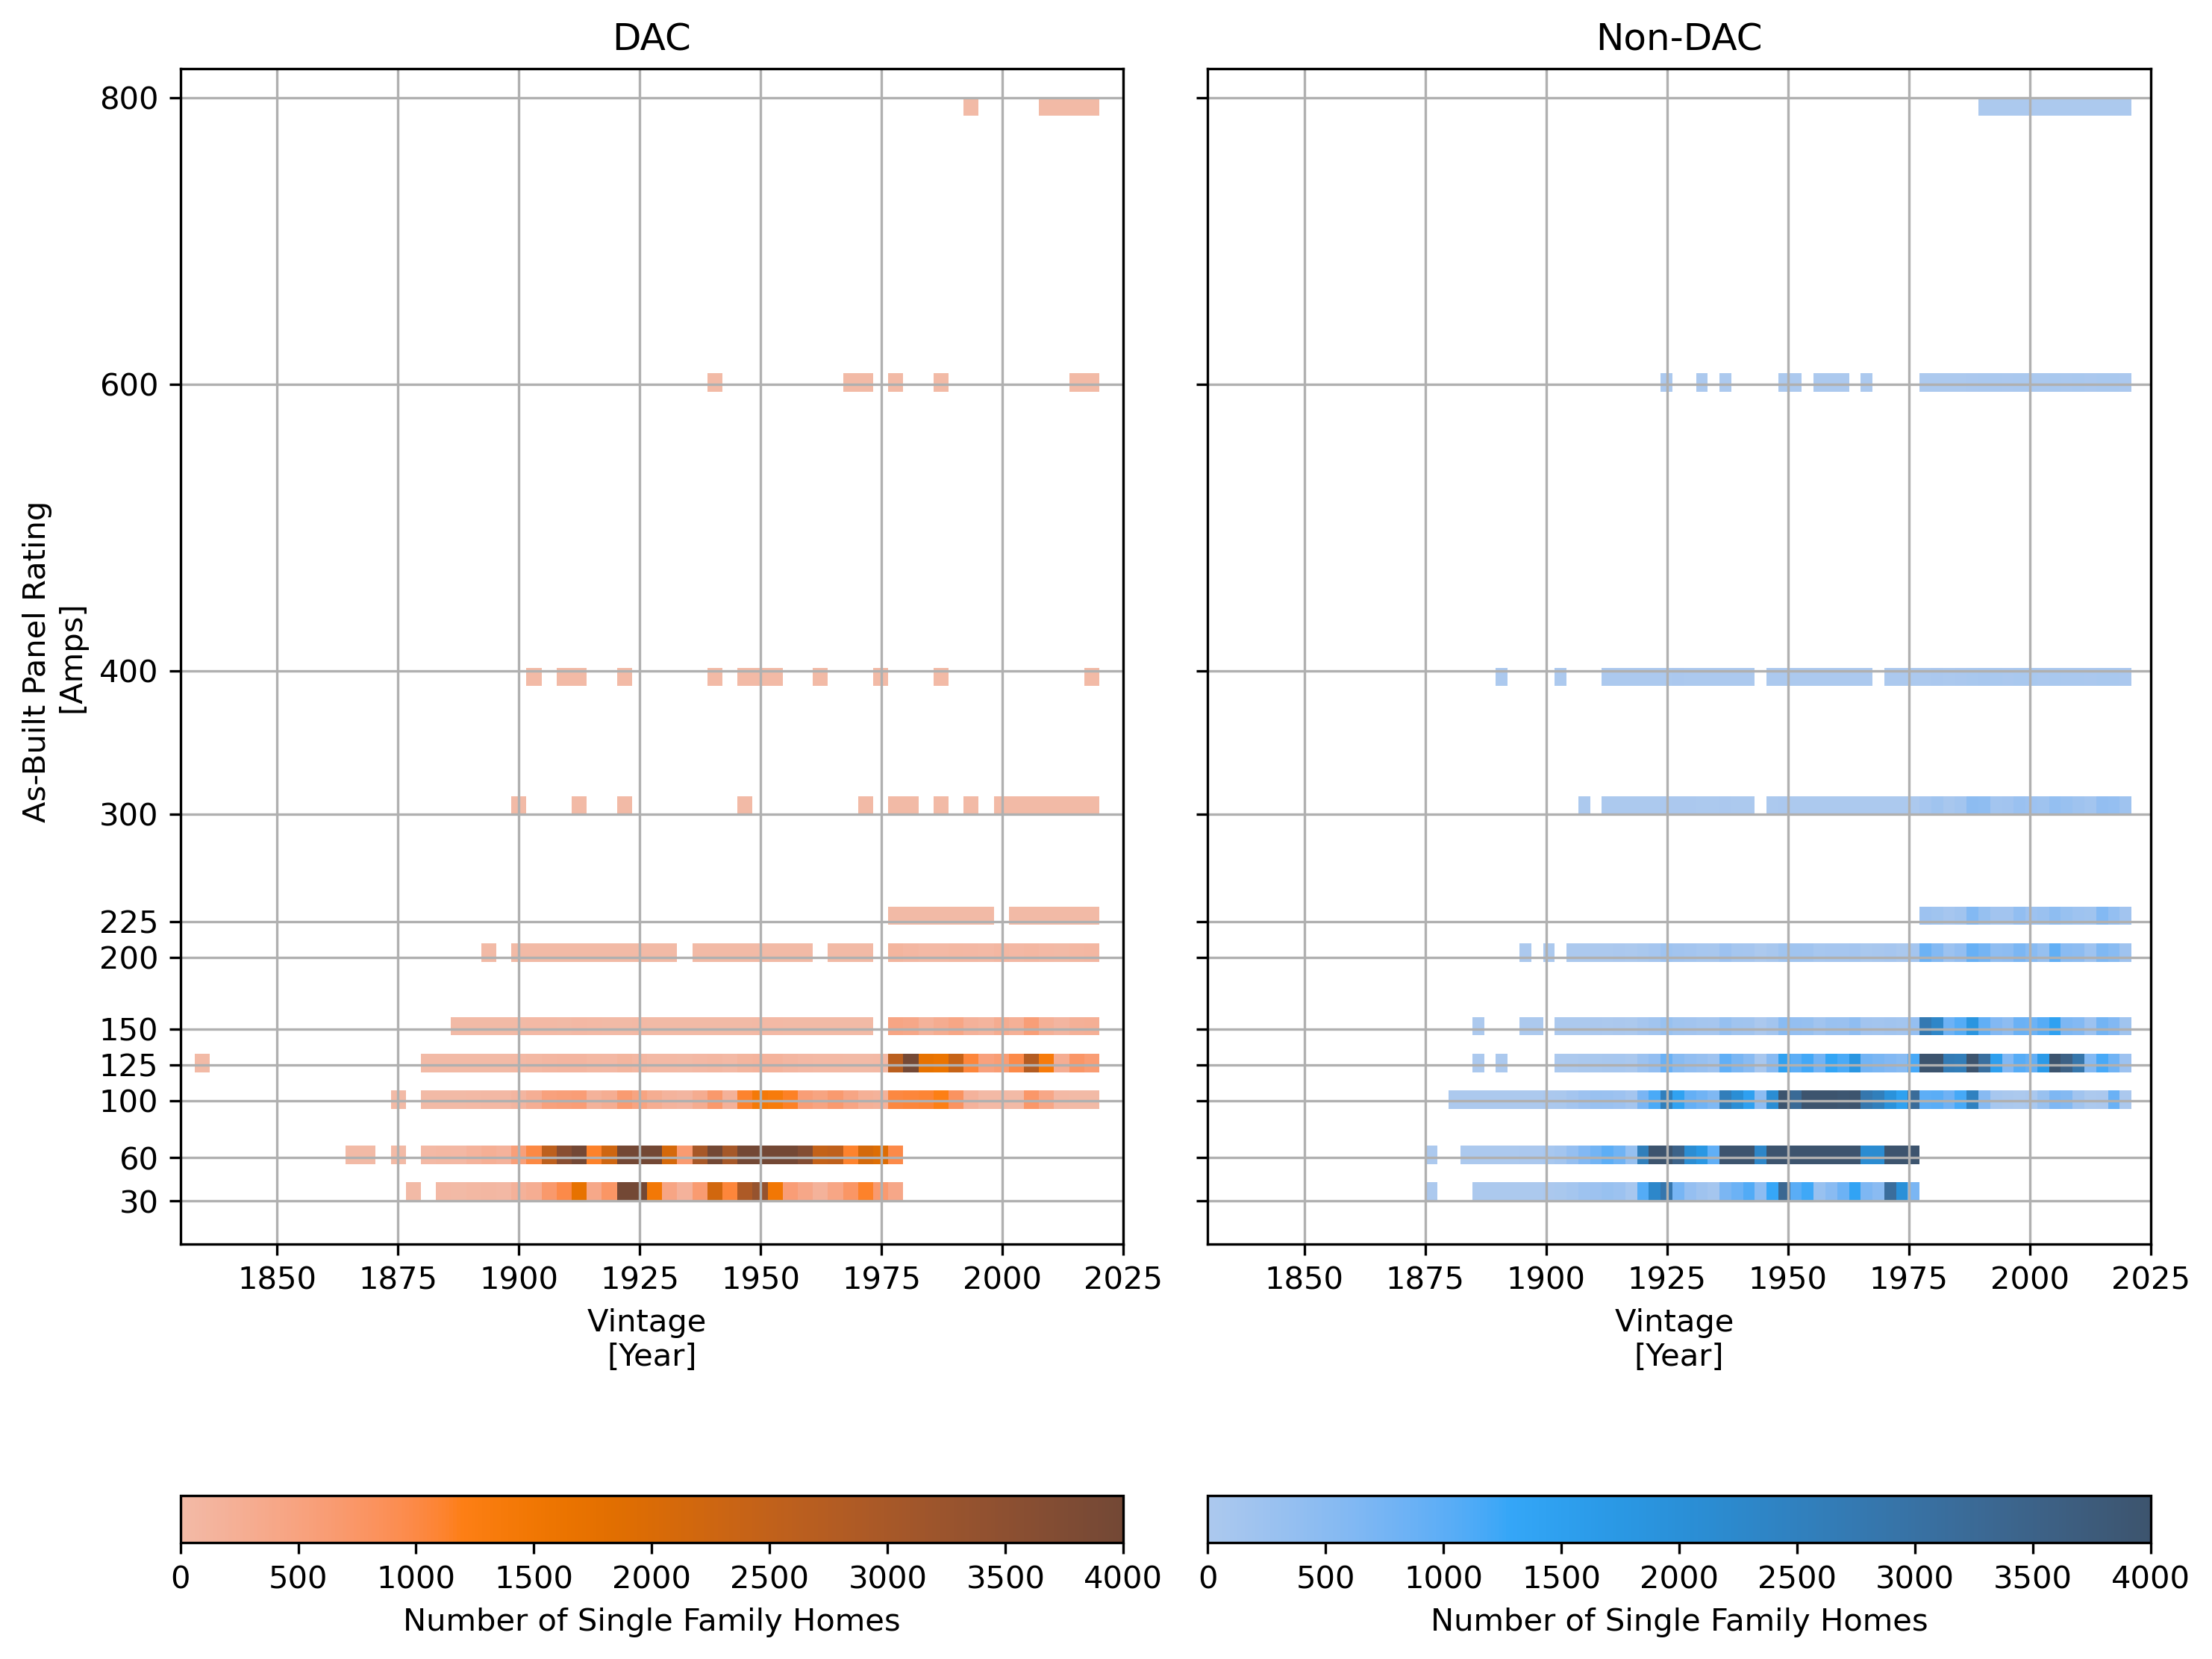 DAC
Non-DAC
As-Built Panel Rating
[Amps]
800
600
400
300
225
200
150
125
100
60
30
1850 1875 1900 1925 1950 1975 2000 2025
Vintage
[Year]
1850 1875 1900 1925 1950 1975 2000 2025
Vintage
[Year]
0 500 1000 1500 2000 2500 3000 3500 4000
Number of Single Family Homes
0 500 1000 1500 2000 2500 3000 3500 4000
Number of Single Family Homes